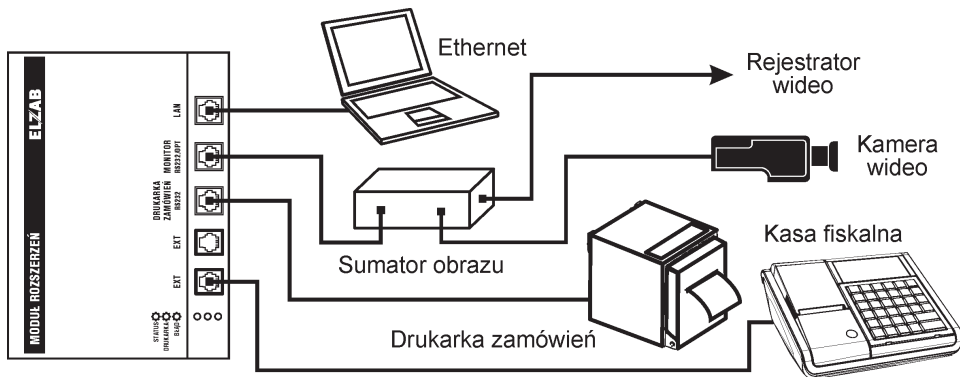 Ethernet
Rejestrator
wideo
Kamera
wideo
Sumator obrazu
Kasa fiskalna
Drukarka zamówień
MODUŁ ROZSZERZEŃ ELZAB
LAN
MONITOR
RS232/OPT
DRUKARKA
ZAMÓWIEŃ
RS232
EXT
EXT
STATUS
DRUKARKA
BŁĄD